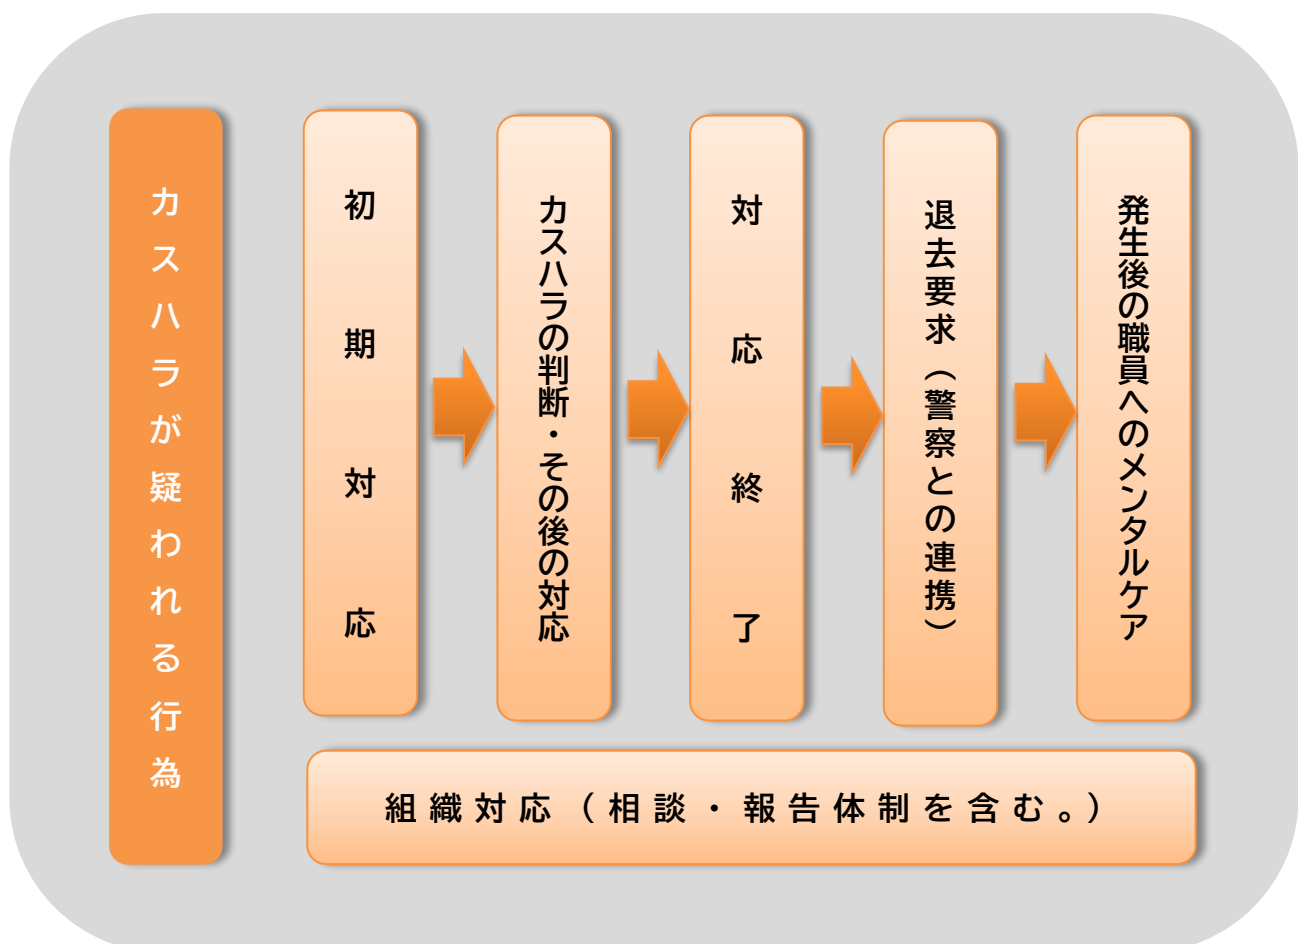 カスハラが疑われる行為
初期対応
カスハラの判断・その後の対応
対応終了
退去要求（警察との連携）
発生後の職員へのメンタルケア
組織対応（相談・報告体制を含む。）